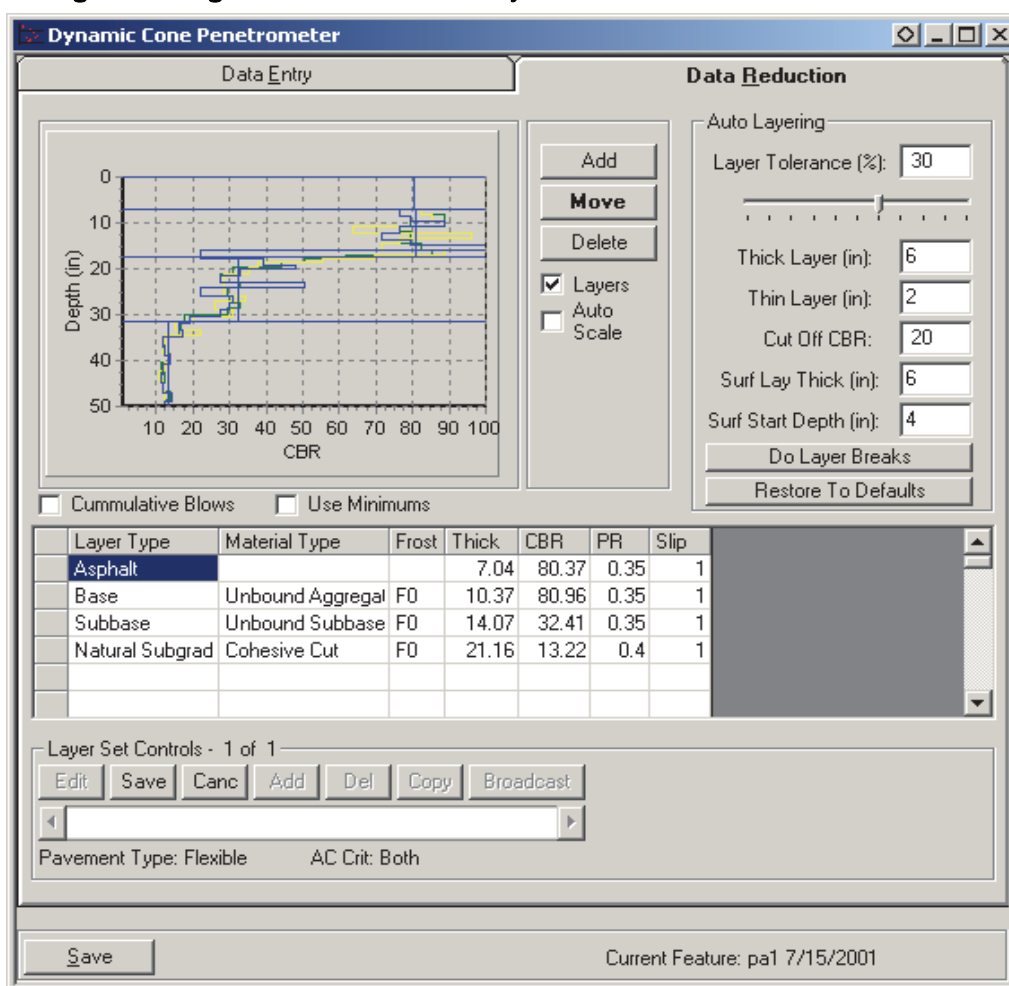 Dynamic Cone Penetrometer
Data Entry
Data Reduction
0
10
20
30
40
50
Depth (in)
10 20 30 40 50 60 70 80 90 100
CBR
Add
Move
Delete
Layers
Auto
Scale
Auto Layering
Layer Tolerance (%): 30
Thick Layer (in): 6
Thin Layer (in): 2
Cut Off CBR: 20
Surf Lay Thick (in): 6
Surf Start Depth (in): 4
Do Layer Breaks
Restore To Defaults
Cummulative Blows Use Minimums
Layer Type Material Type Frost Thick CBR PR Slip
Asphalt 7.04 80.37 0.35 1
Base Unbound Aggregal F0 10.37 80.96 0.35 1
Subbase Unbound Subbase F0 14.07 32.41 0.35 1
Natural Subgrad Cohesive Cut F0 21.16 13.22 0.4 1
Layer Set Controls - 1 of 1
Edit Save Canc Add Del Copy Broadcast
Pavement Type: Flexible AC Crit: Both
Save Current Feature: pa1 7/15/2001